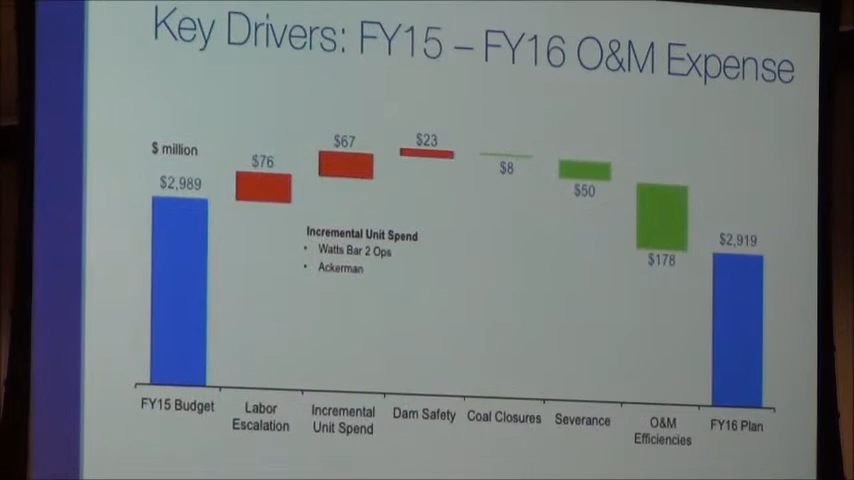 Key Drivers: FY15 – FY16 O&M Expense
$ million
$2,989
$76
$67
$23
$8
$50
$178
$2,919
Incremental Unit Spend
• Watts Bar 2 Ops
• Ackerman
FY15 Budget
Labor
Escalation
Incremental
Unit Spend
Dam Safety
Coal Closures
Severance
O&M
Efficiencies
FY16 Plan